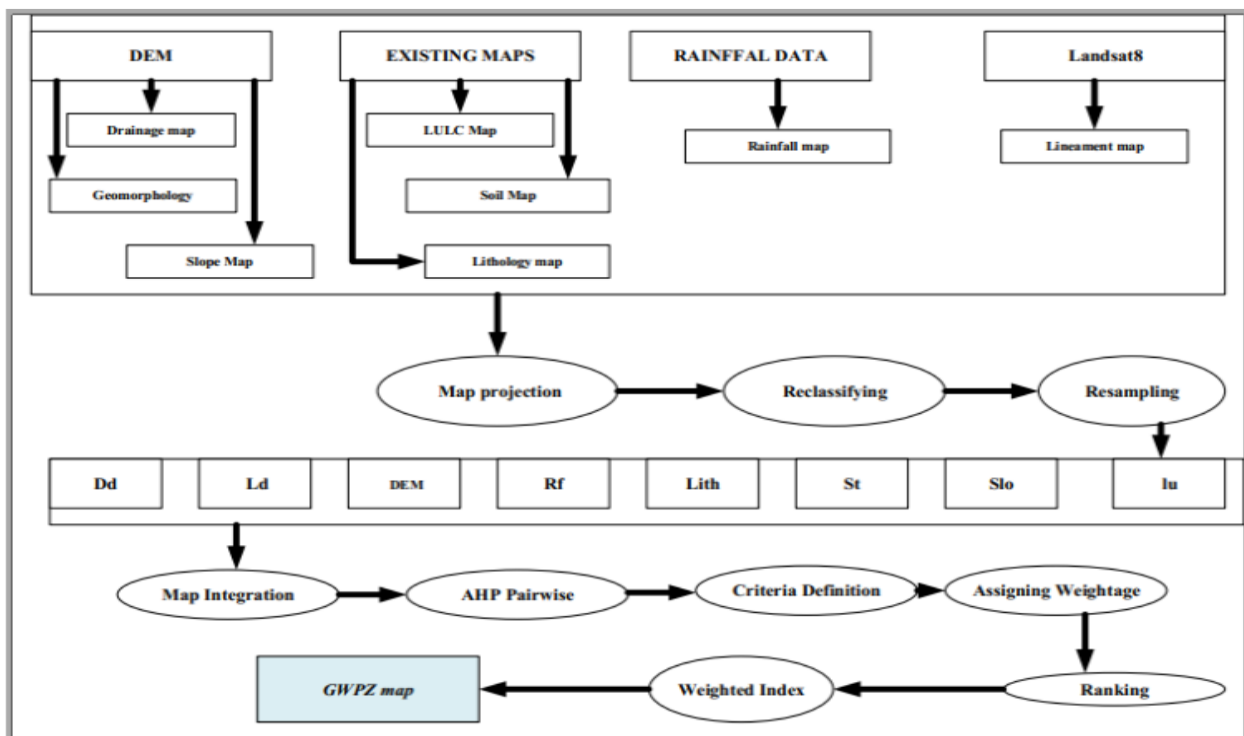 DEM
EXISTING MAPS
RAINFFAL DATA
Landsat8
Drainage map
LULC Map
Rainfall map
Lineament map
Geomorphology
Soil Map
Slope Map
Lithology map
Map projection
Reclassifying
Resampling
Dd
Ld
DEM
Rf
Lith
St
Slo
lu
Map Integration
AHP Pairwise
Criteria Definition
Assigning Weightage
GWPZ map
Weighted Index
Ranking